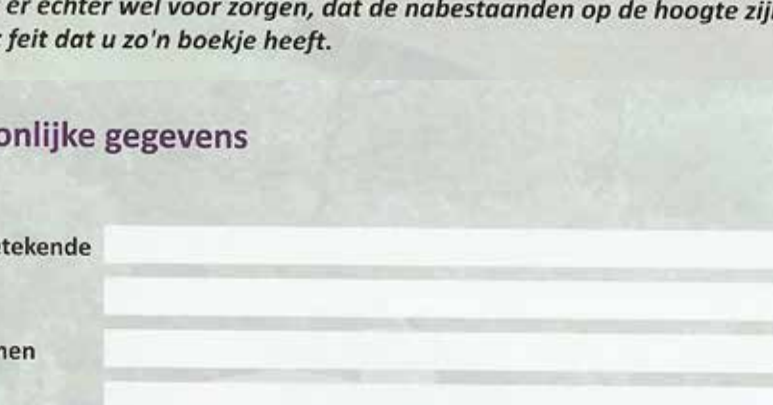 er echter wel voor zorgen, dat de nabestaanden op de hoogte zij
feit dat u zo'n boekje heeft.
onlijke gegevens
tekende
nen